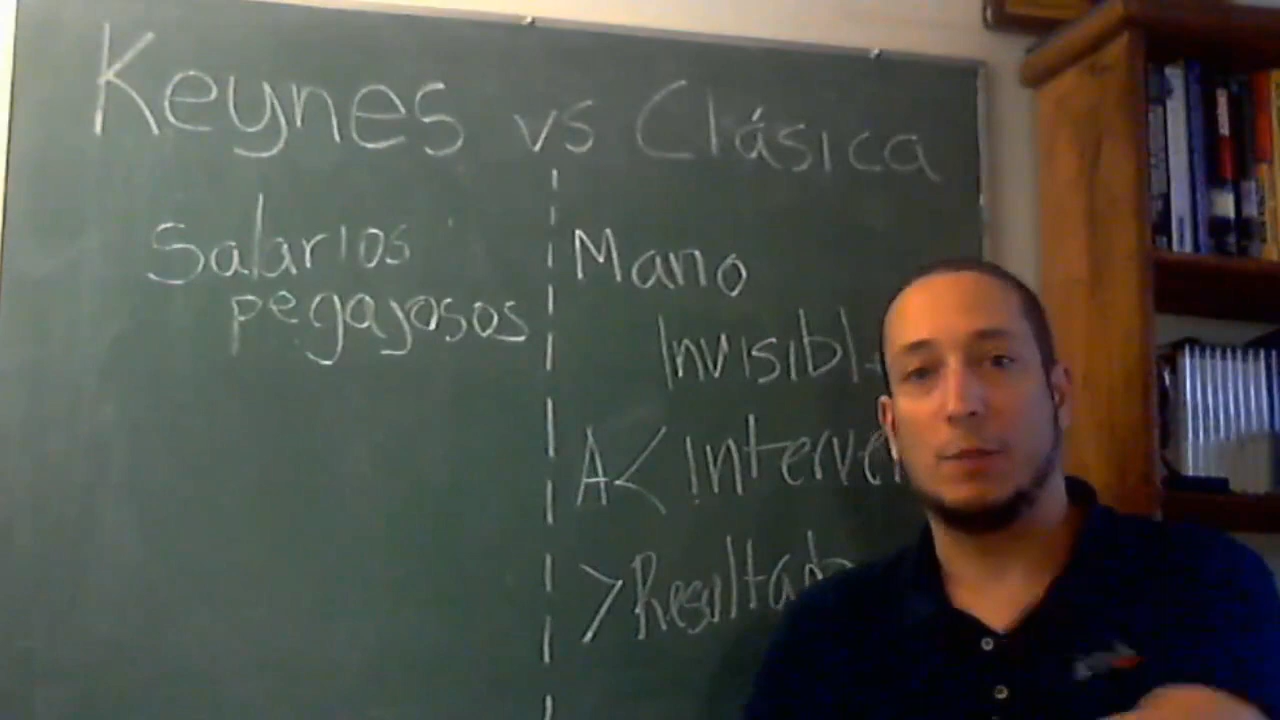 Keynes vs Clásica
Salarios
pegajosos
Mano
Invisibl
A< interve
>Resultad